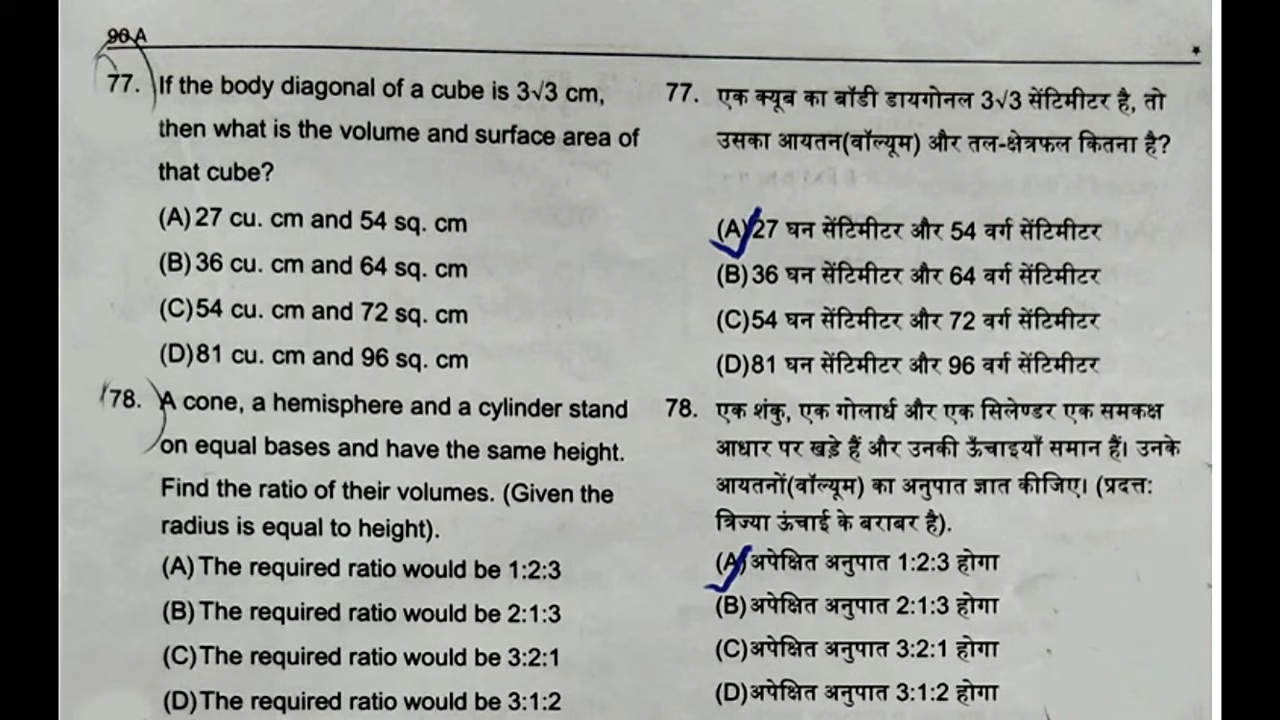 90 A
*
77. If the body diagonal of a cube is 3√3 cm,
then what is the volume and surface area of
that cube?
(A) 27 cu. cm and 54 sq. cm
(B) 36 cu. cm and 64 sq. cm
(C) 54 cu. cm and 72 sq. cm
(D) 81 cu. cm and 96 sq. cm
78. A cone, a hemisphere and a cylinder stand
on equal bases and have the same height.
Find the ratio of their volumes. (Given the
radius is equal to height).
(A) The required ratio would be 1:2:3
(B) The required ratio would be 2:1:3
(C) The required ratio would be 3:2:1
(D) The required ratio would be 3:1:2
77. एक क्यूब का बॉडी डायगोनल 3√3 सेंटिमीटर है, तो
उसका आयतन(वॉल्यूम) और तल-क्षेत्रफल कितना है?
(A) 27 घन सेंटिमीटर और 54 वर्ग सेंटिमीटर
(B) 36 घन सेंटिमीटर और 64 वर्ग सेंटिमीटर
(C) 54 घन सेंटिमीटर और 72 वर्ग सेंटिमीटर
(D) 81 घन सेंटिमीटर और 96 वर्ग सेंटिमीटर
78. एक शंकु, एक गोलार्ध और एक सिलेण्डर एक समकक्ष
आधार पर खड़े हैं और उनकी ऊँचाइयाँ समान हैं। उनके
आयतनों(वॉल्यूम) का अनुपात ज्ञात कीजिए। (प्रदत्त:
त्रिज्या ऊंचाई के बराबर है).
(A) अपेक्षित अनुपात 1:2:3 होगा
(B) अपेक्षित अनुपात 2:1:3 होगा
(C) अपेक्षित अनुपात 3:2:1 होगा
(D) अपेक्षित अनुपात 3:1:2 होगा